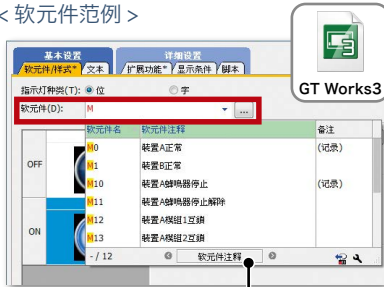 < 软元件范例 >
GT Works3
基本设置
详细设置
软元件/样式*
文本
扩展功能*
显示条件
脚本
指示灯种类(T):
位
字
软元件(D):
M
...
软元件名
软元件注释
备注
M0
装置A正常
(记录)
M1
装置B正常
M10
装置A蜂鸣器停止
(记录)
M11
装置A蜂鸣器停止解除
M12
装置A模组1互锁
M13
装置A模组2互锁
OFF
ON
- / 12
软元件注释